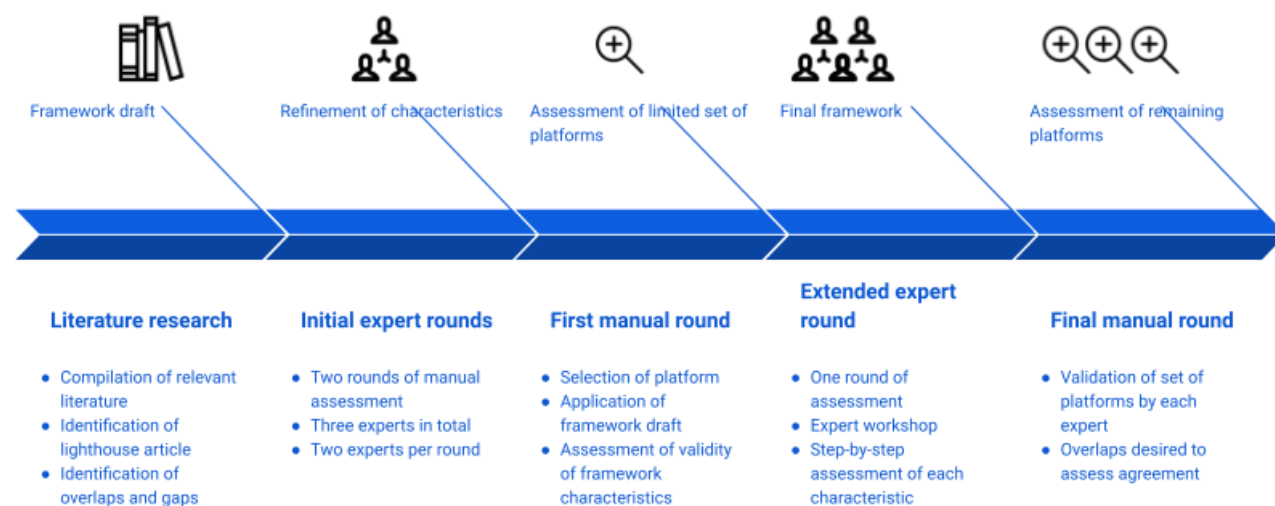 Framework draft
Refinement of characteristics
Assessment of limited set of
platforms
Final framework
Assessment of remaining
platforms
Literature research
● Compilation of relevant
literature
● Identification of
lighthouse article
● Identification of
overlaps and gaps
Initial expert rounds
● Two rounds of manual
assessment
● Three experts in total
● Two experts per round
First manual round
● Selection of platform
● Application of
framework draft
● Assessment of validity
of framework
characteristics
Extended expert
round
● One round of
assessment
● Expert workshop
● Step-by-step
assessment of each
characteristic
Final manual round
● Validation of set of
platforms by each
expert
● Overlaps desired to
assess agreement